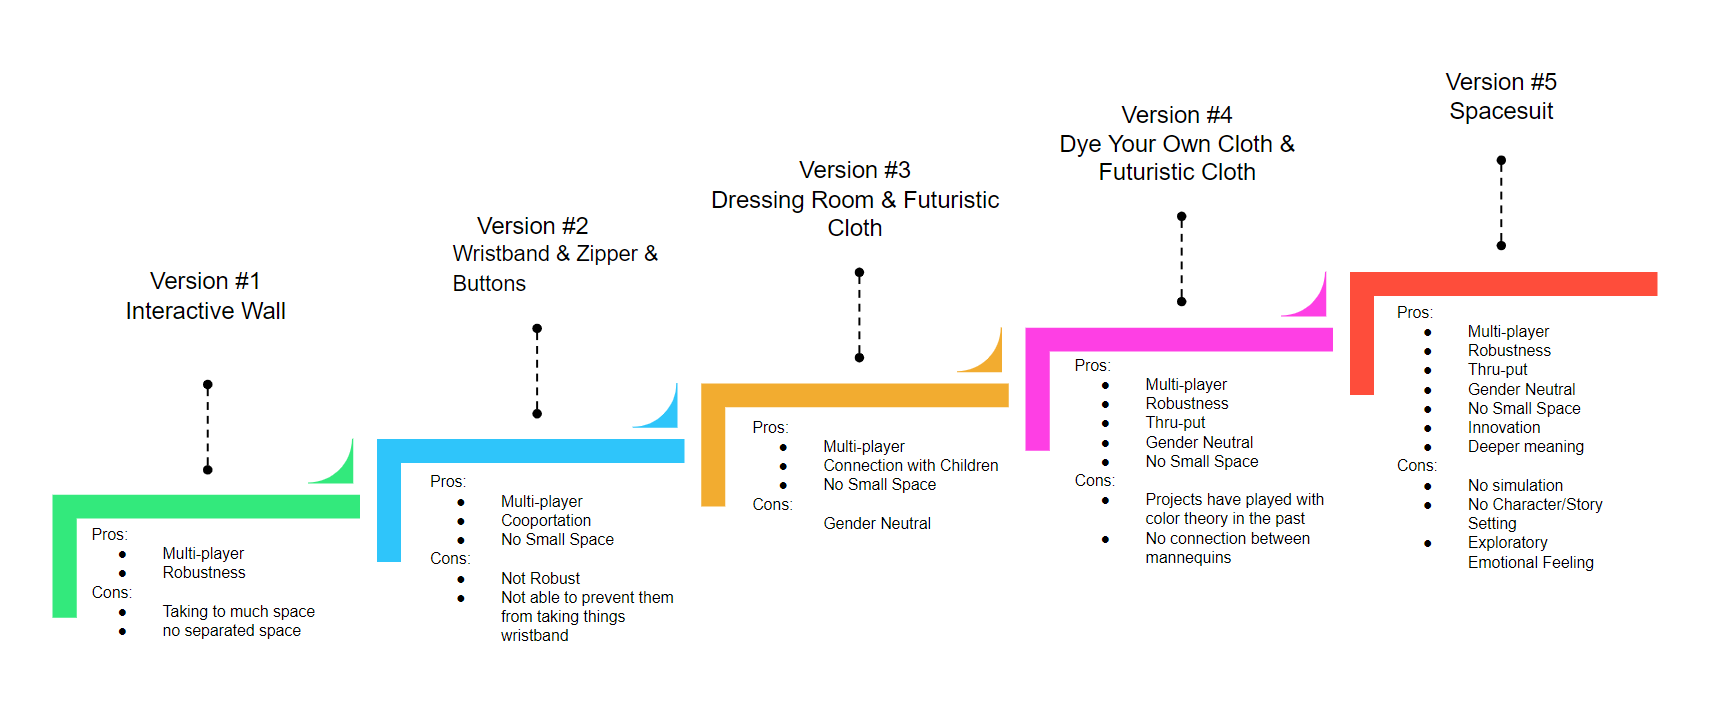 Version #1
Interactive Wall
Pros:
● Multi-player
● Robustness
Cons:
● Taking to much space
● no separated space
Version #2
Wristband & Zipper &
Buttons
Pros:
● Multi-player
● Cooportation
● No Small Space
Cons:
● Not Robust
● Not able to prevent them
from taking things
wristband
Version #3
Dressing Room & Futuristic
Cloth
Pros:
● Multi-player
● Connection with Children
● No Small Space
Cons:
Gender Neutral
Version #4
Dye Your Own Cloth &
Futuristic Cloth
Pros:
● Multi-player
● Robustness
● Thru-put
● Gender Neutral
● No Small Space
Cons:
● Projects have played with
color theory in the past
● No connection between
mannequins
Version #5
Spacesuit
Pros:
● Multi-player
● Robustness
● Thru-put
● Gender Neutral
● No Small Space
● Innovation
● Deeper meaning
Cons:
● No simulation
● No Character/Story
Setting
● Exploratory
Emotional Feeling